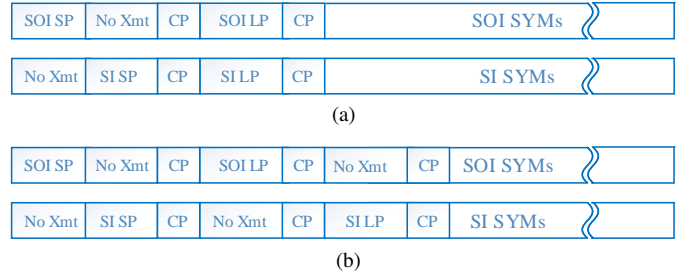 SOI SP No Xmt CP SOI LP CP SOI SYMs
No Xmt SI SP CP SI LP CP SI SYMs
(a)
SOI SP No Xmt CP SOI LP CP No Xmt CP SOI SYMs
No Xmt SI SP CP No Xmt CP SI LP CP SI SYMs
(b)